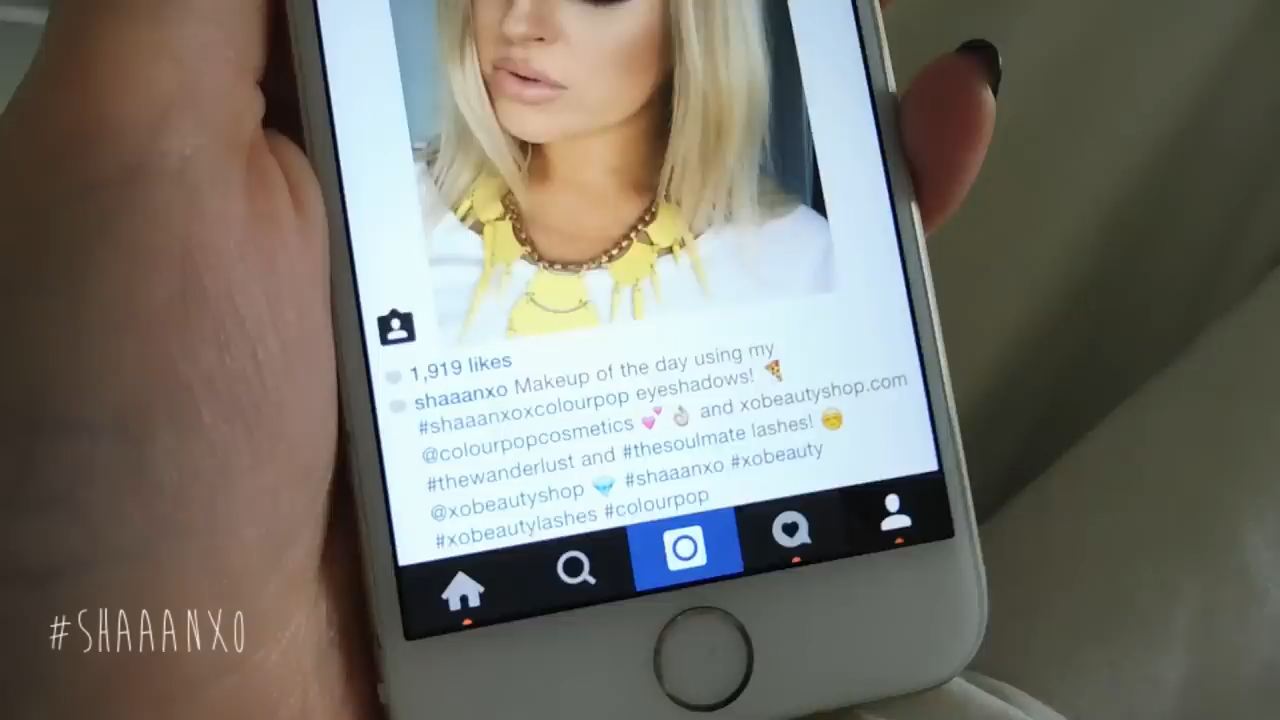 1,919 likes
shaaanxo Makeup of the day using my
#shaaanxoxcolourpop eyeshadows! 🍕
@colourpopcosmetics 💕 👌 and xobeautyshop.com
#thewanderlust and #thesoulmate lashes! 😊
@xobeautyshop 💎 #shaaanxo #xobeauty
#xobeautylashes #colourpop
#SHAAANXO